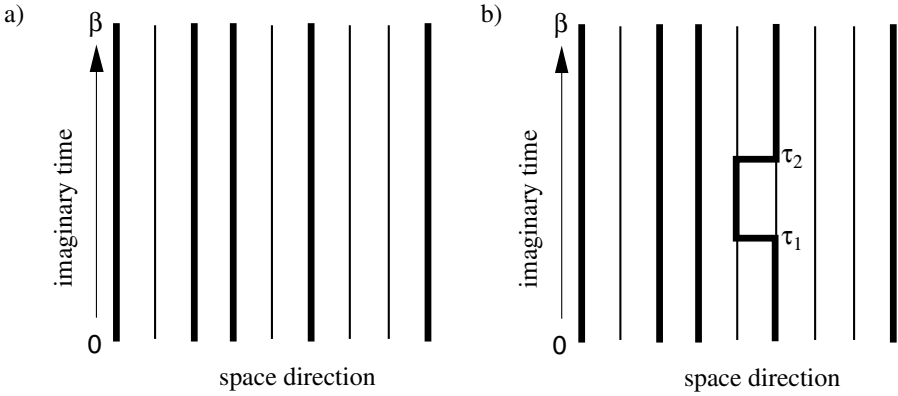 a)
β
imaginary time
0
space direction
b)
β
imaginary time
τ2
τ1
0
space direction